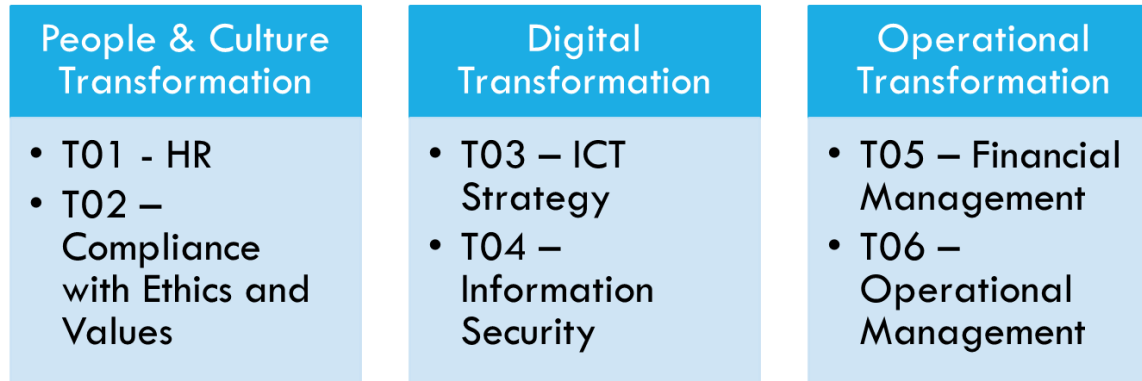 People & Culture
Transformation
• T01 - HR
• T02 –
Compliance
with Ethics and
Values
Digital
Transformation
• T03 – ICT
Strategy
• T04 –
Information
Security
Operational
Transformation
• T05 – Financial
Management
• T06 –
Operational
Management